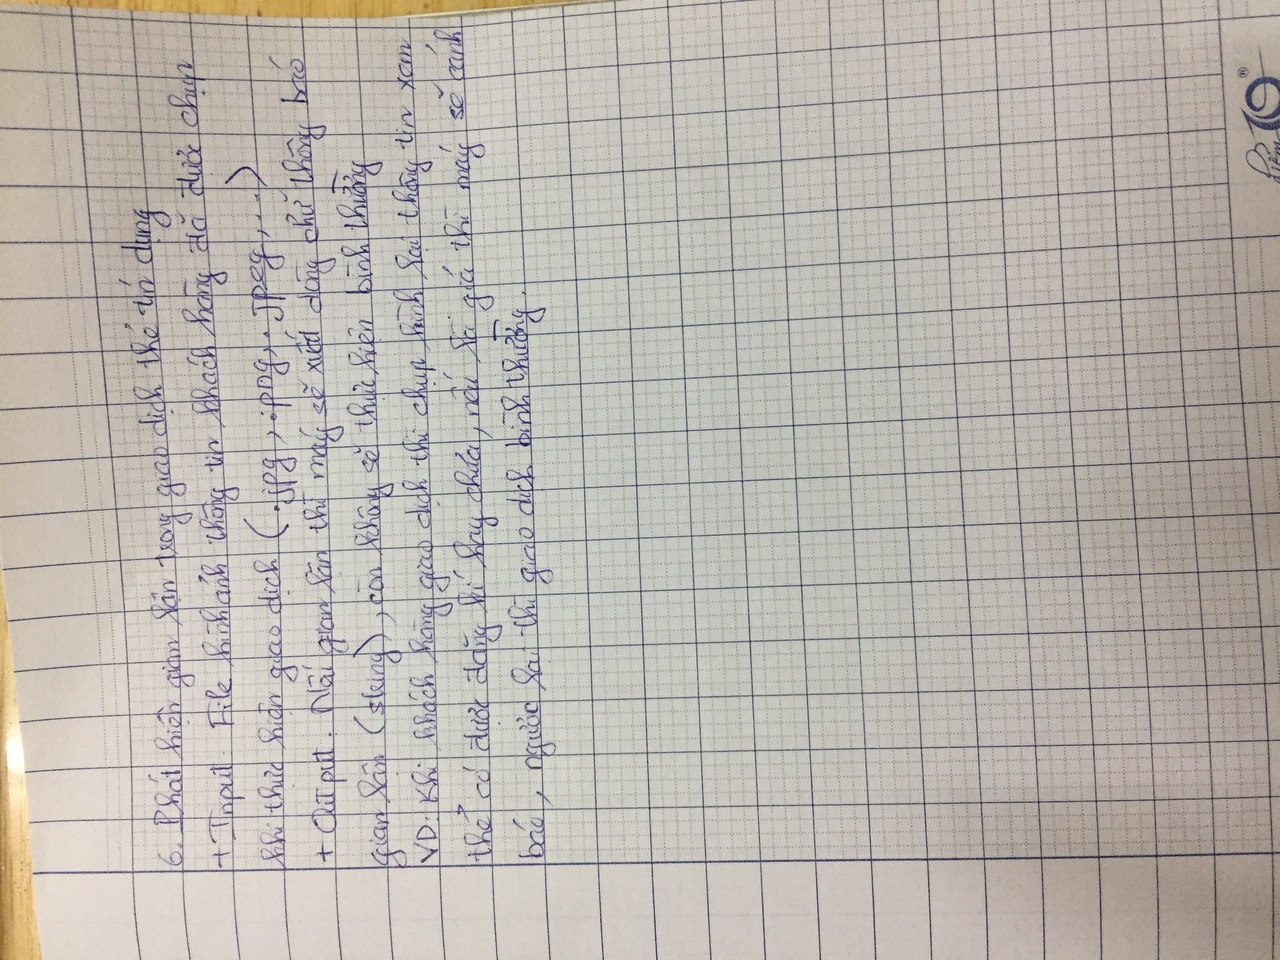 6. Phát hiện gian lận trong giao dịch thẻ tín dụng
+ Input. File hình ảnh thông tin khách hàng đã được chụp
khi thực hiện giao dịch (.jpg, .png, .jpeg, ...)
+ Output. Nếu gian lận thì máy sẽ xuất dòng chữ thông báo
gian lận (string), còn không sẽ thực hiện bình thường
VD: Khi khách hàng giao dịch thì chụp hình lại thông tin xem
thẻ có được đăng kí hay chưa, nếu là giả thì máy sẽ cảnh
báo, ngược lại thì giao dịch bình thường.
điểm 10 ®